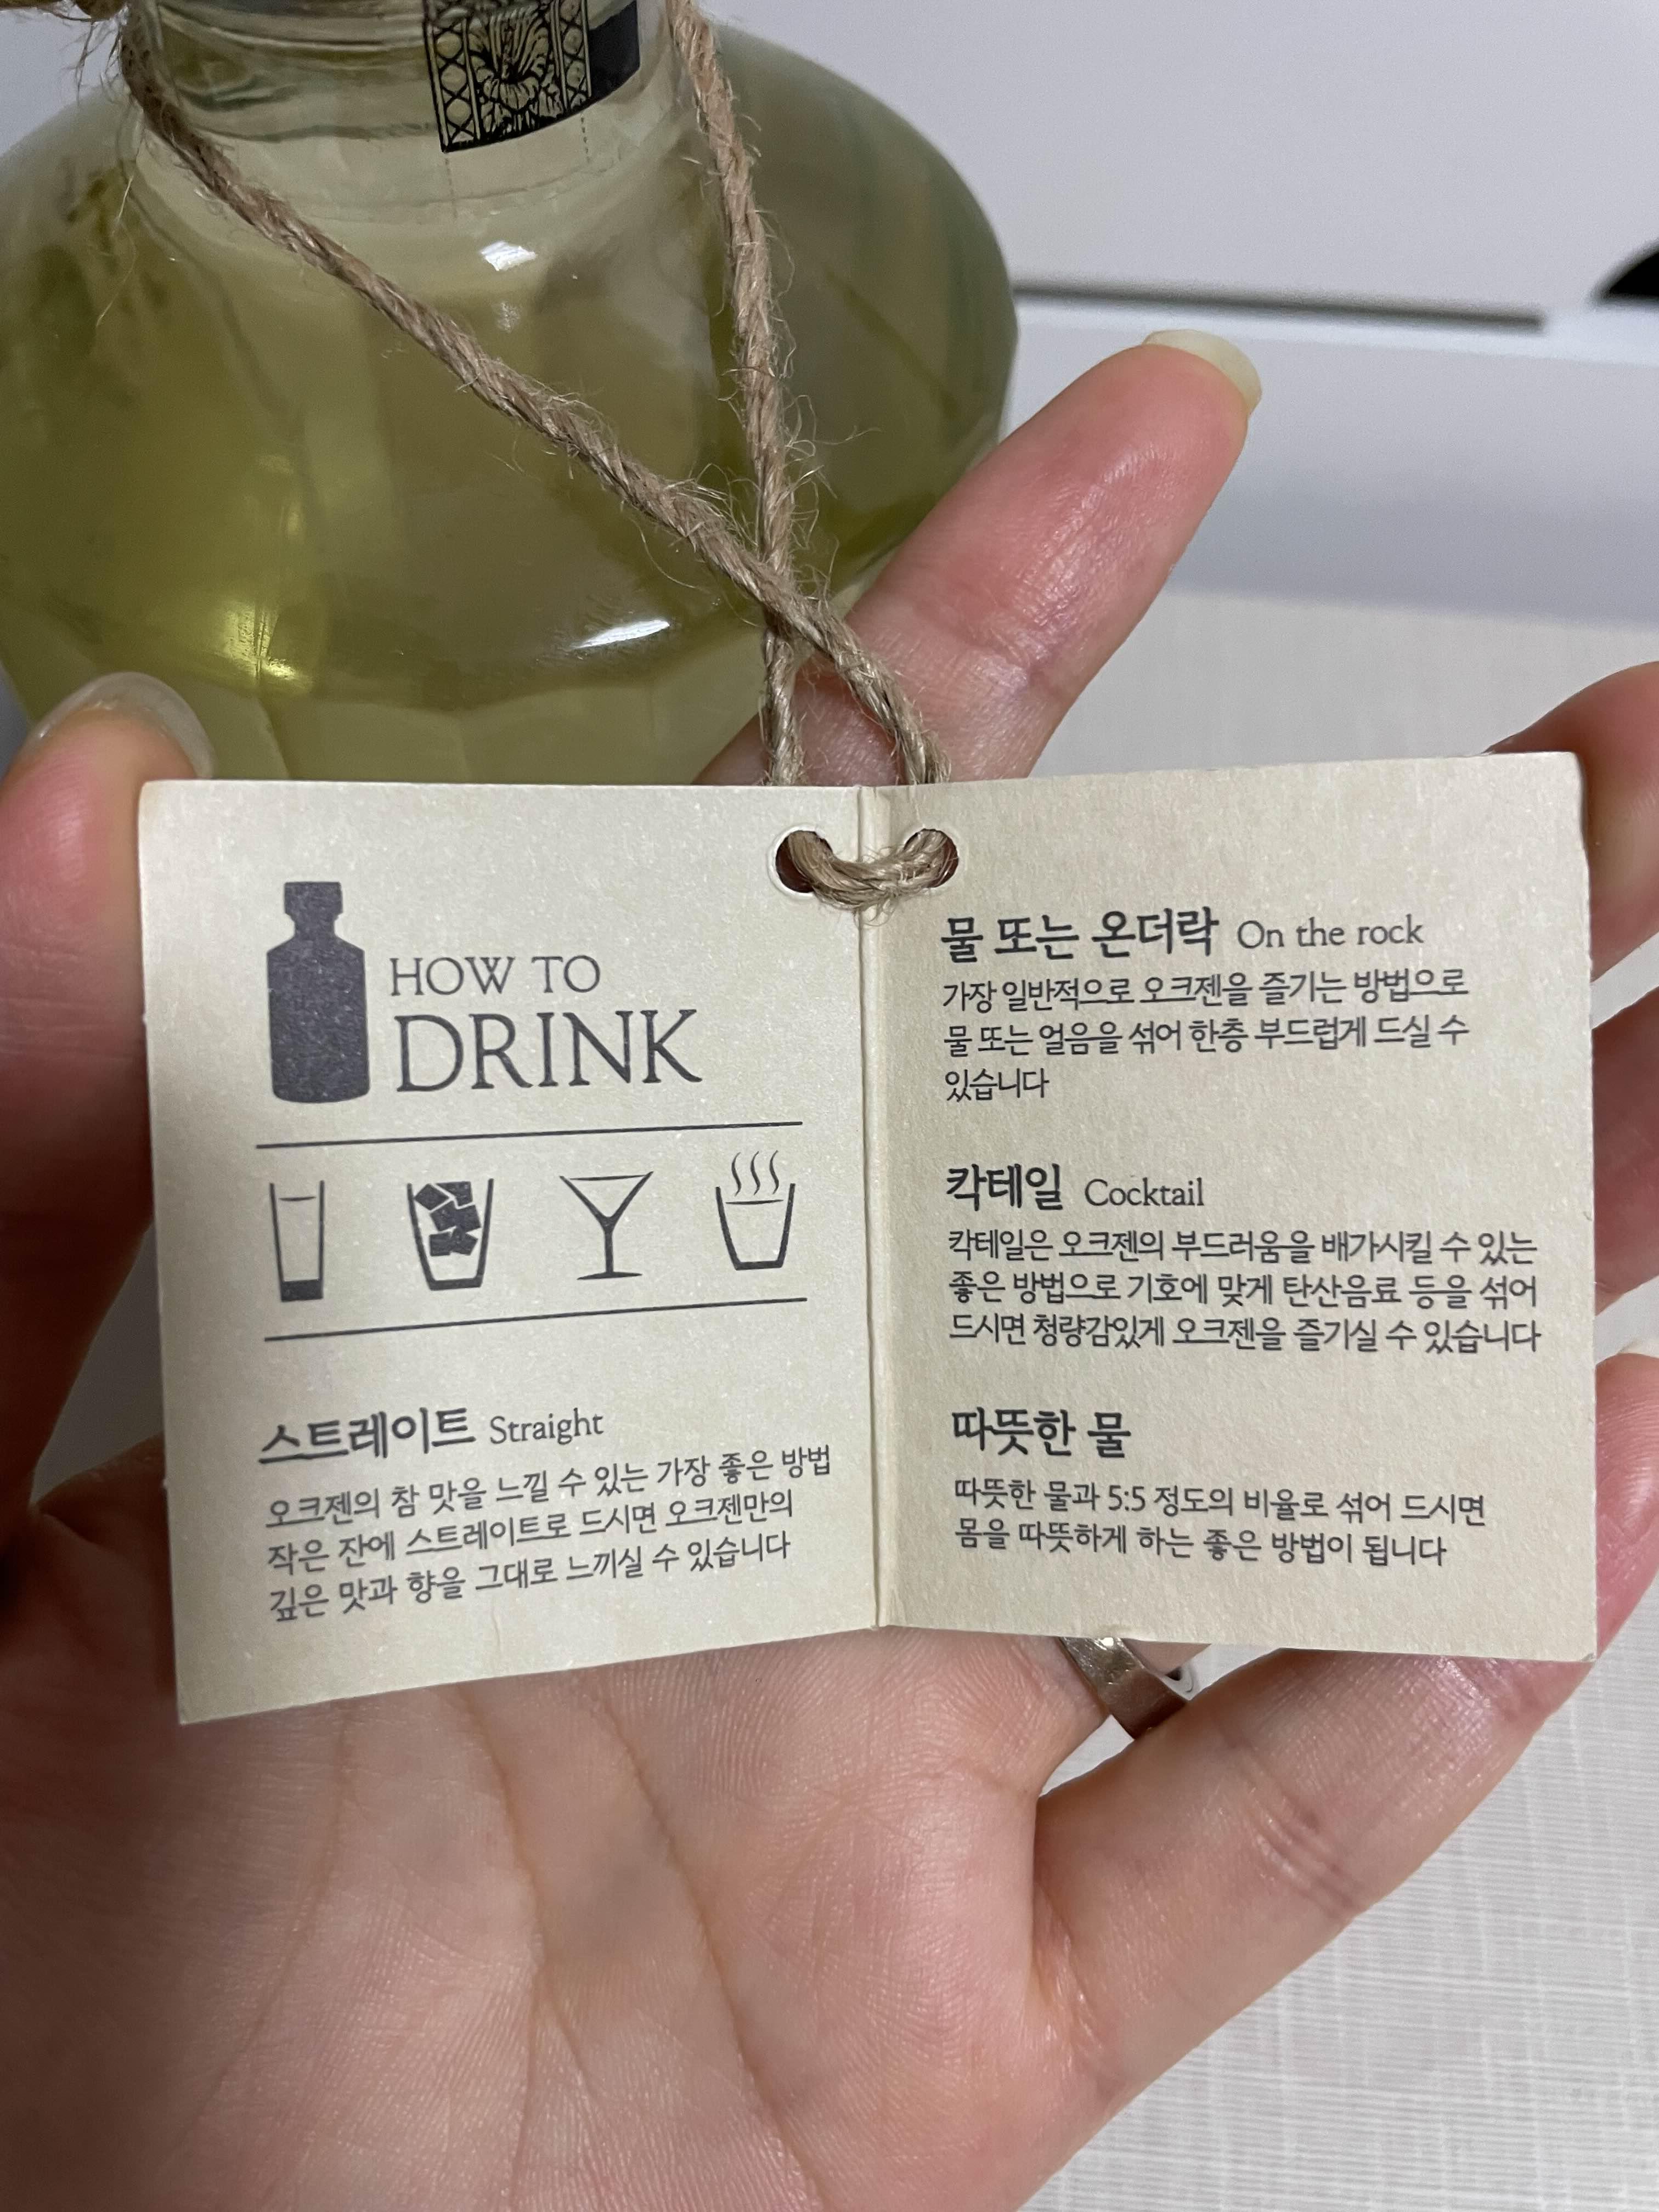 HOW TO
DRINK
스트레이트 Straight
오크젠의 참 맛을 느낄 수 있는 가장 좋은 방법
작은 잔에 스트레이트로 드시면 오크젠만의
깊은 맛과 향을 그대로 느끼실 수 있습니다
물 또는 온더락 On the rock
가장 일반적으로 오크젠을 즐기는 방법으로
물 또는 얼음을 섞어 한층 부드럽게 드실 수
있습니다
칵테일 Cocktail
칵테일은 오크젠의 부드러움을 배가시킬 수 있는
좋은 방법으로 기호에 맞게 탄산음료 등을 섞어
드시면 청량감있게 오크젠을 즐기실 수 있습니다
따뜻한 물
따뜻한 물과 5:5 정도의 비율로 섞어 드시면
몸을 따뜻하게 하는 좋은 방법이 됩니다